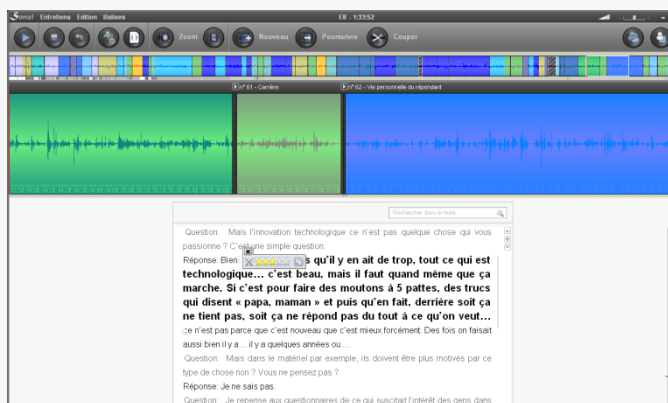 Sonal Entretiens Edition Balises
E8 - 1:33:52
Zoom Nouveau Poursuivre Couper
n° 61 - Carrière
n° 62 - Vie personnelle du répondant
Rechercher dans le texte
Question: Mais l'innovation technologique ce n'est pas quelque chose qui vous
passionne ? C'est une simple question.
Réponse: Bien s qu'il y en ait de trop, tout ce qui est
technologique... c'est beau, mais il faut quand même que ça
marche. Si c'est pour faire des moutons à 5 pattes, des trucs
qui disent « papa, maman » et puis qu'en fait, derrière soit ça
ne tient pas, soit ça ne répond pas du tout à ce qu'on veut...
ce n'est pas parce que c'est nouveau que c'est mieux forcément. Des fois on faisait
aussi bien il y a... il y a quelques années ou ...
Question: Mais dans le matériel par exemple, ils doivent être plus motivés par ce
type de chose non ? Vous ne pensez pas ?
Réponse: Je ne sais pas.
Question: Je repense aux questionnaires de ce qui suscitait l'intérêt des gens dans